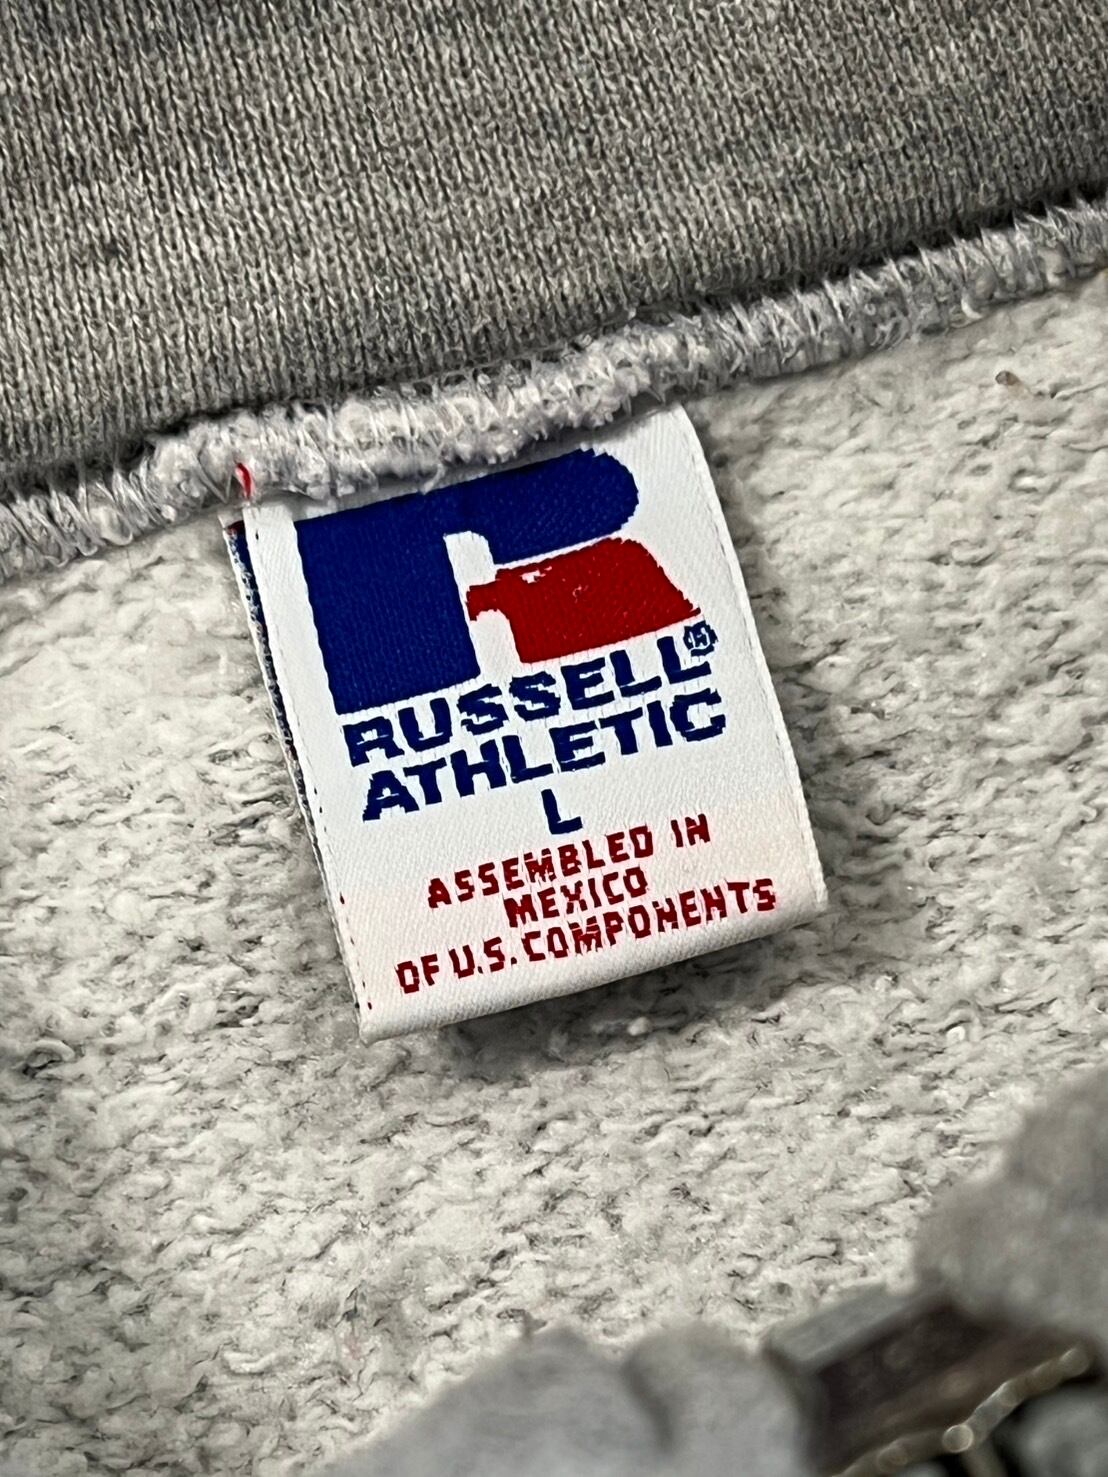 RUSSELL®
ATHLETIC
L
ASSEMBLED IN
MEXICO
OF U.S. COMPONENTS